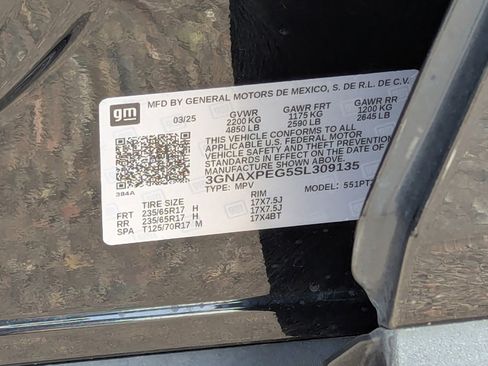 gm
MFD BY GENERAL MOTORS DE MEXICO, S. DE R.L. DE C.V.
03/25 GVWR GAWR FRT GAWR RR
2200 KG 1175 KG 1200 KG
4850 LB 2590 LB 2645 LB
THIS VEHICLE CONFORMS TO ALL
APPLICABLE U.S. FEDERAL MOTOR
VEHICLE SAFETY STANDARDS
IN EFFECT ON THE DATE OF
MANUFACTURE SHOWN ABOVE.
3GNAXPEG5SL309135
TYPE: MPV MODEL: 551PT
384A
TIRE SIZE RIM
FRT 235/65R17 H 17X7.5J
RR 235/65R17 H 17X7.5J
SPA T125/70R17 M 17X4BT